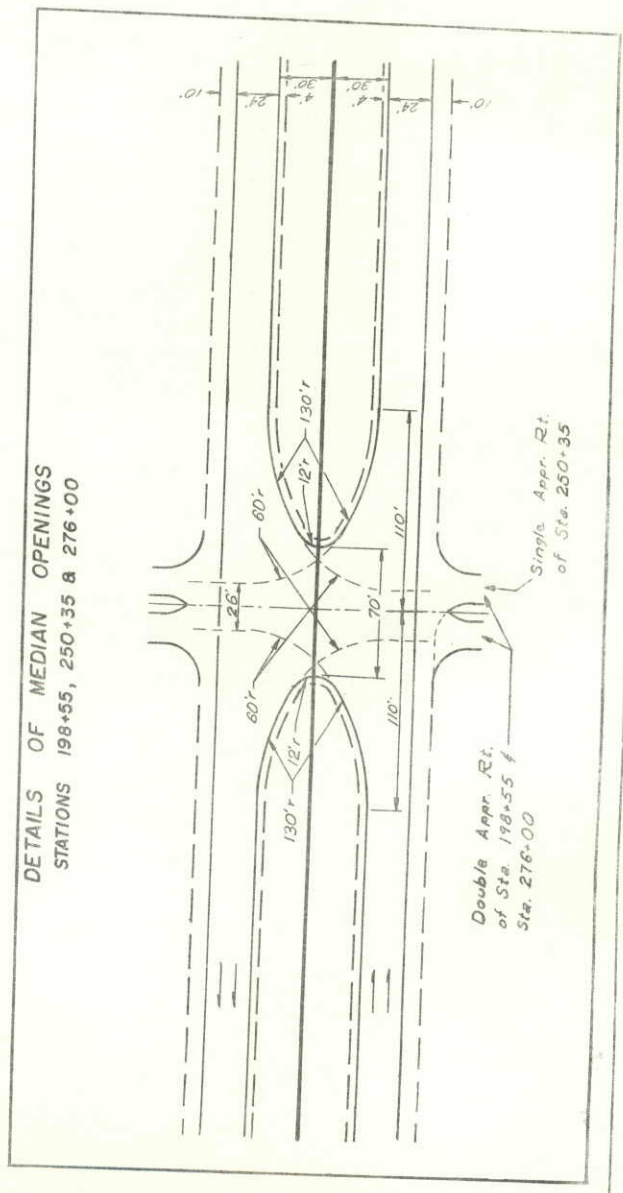 DETAILS OF MEDIAN OPENINGS
STATIONS 198+55, 250+35 & 276+00
10'
24'
4'
30'
30'
4'
24'
10'
60'r
130'r
12'r
26'
70'
110'
110'
60'r
12'r
130'r
Single Appr. Rt.
of Sta. 250+35
Double Appr. Rt.
of Sta. 198+55 &
Sta. 276+00